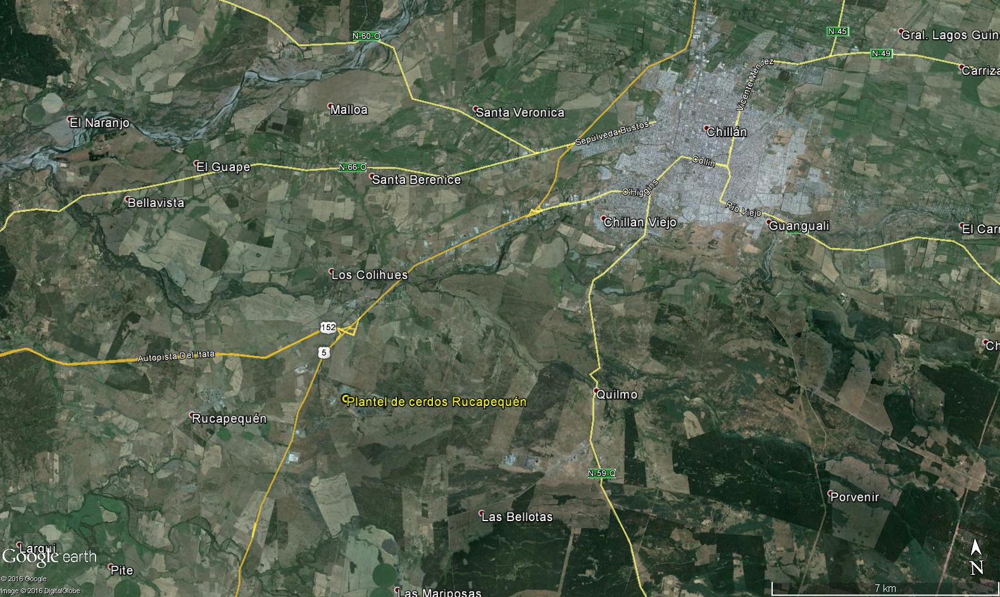 N-60-O
N-45
Gral. Lagos Guin
N-49
Carriza
Vicente Méndez
Malloa
Santa Veronica
El Naranjo
Sepúlveda Bustos
Chillán
Collin
El Guape
N-66-O
Santa Berenice
O'Higgins
Bellavista
Río Viejo
Chillan Viejo
Guanguali
El Carr
Los Colihues
152
5
Autopista Del Itata
Ch
Quilmo
Plantel de cerdos Rucapequén
Rucapequén
N-59-Q
Porvenir
Las Bellotas
Larqui
Google earth
Pite
N
© 2016 Google
7 km
Image © 2016 DigitalGlobe
Las Mariposas